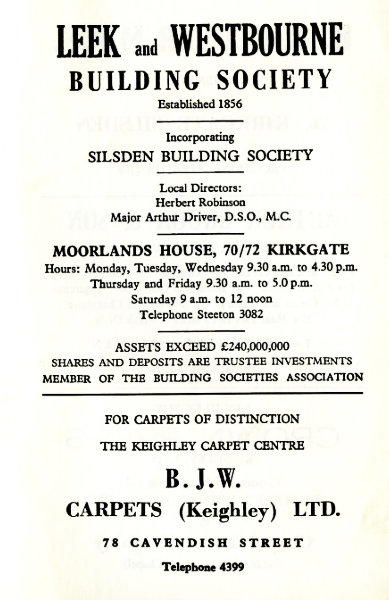 LEEK and WESTBOURNE
BUILDING SOCIETY
Established 1856
Incorporating
SILSDEN BUILDING SOCIETY
Local Directors:
Herbert Robinson
Major Arthur Driver, D.S.O., M.C.
MOORLANDS HOUSE, 70/72 KIRKGATE
Hours: Monday, Tuesday, Wednesday 9.30 a.m. to 4.30 p.m.
Thursday and Friday 9.30 a.m. to 5.0 p.m.
Saturday 9 a.m. to 12 noon
Telephone Steeton 3082
ASSETS EXCEED £240,000,000
SHARES AND DEPOSITS ARE TRUSTEE INVESTMENTS
MEMBER OF THE BUILDING SOCIETIES ASSOCIATION
FOR CARPETS OF DISTINCTION
THE KEIGHLEY CARPET CENTRE
B. J.W.
CARPETS (Keighley) LTD.
78 CAVENDISH STREET
Telephone 4399